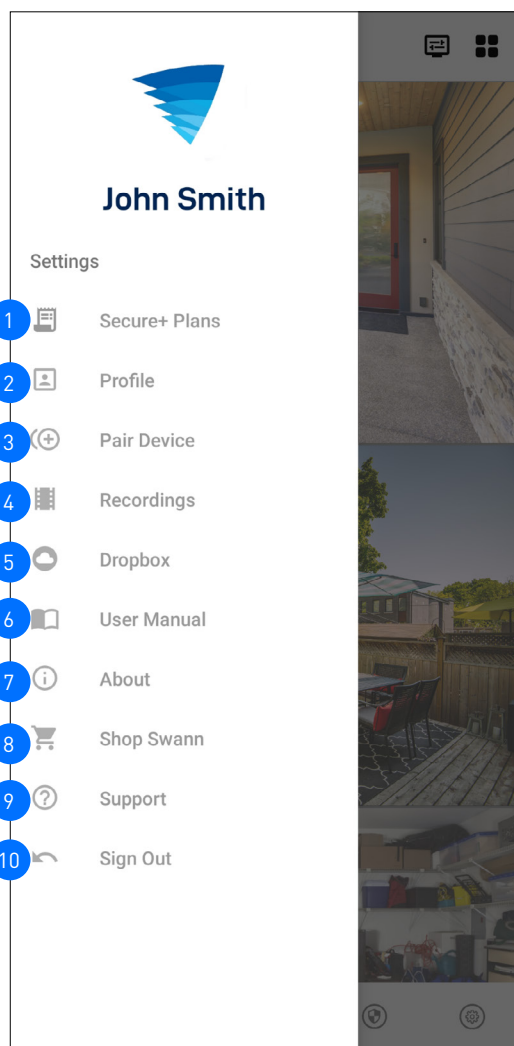 John Smith
Settings
1 Secure+ Plans
2 Profile
3 Pair Device
4 Recordings
5 Dropbox
6 User Manual
7 About
8 Shop Swann
9 Support
10 Sign Out